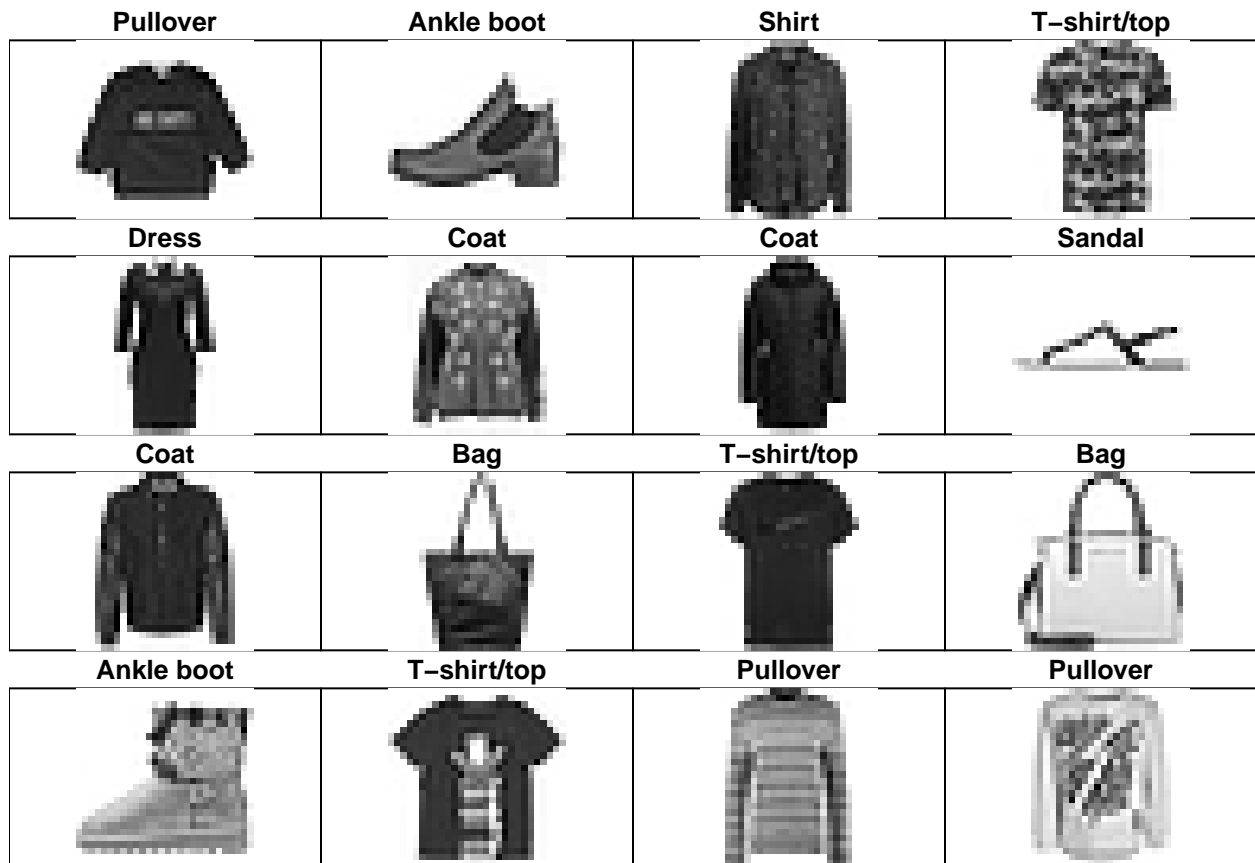 Pullover Ankle boot Shirt T−shirt/top
Dress Coat Coat Sandal
Coat Bag T−shirt/top Bag
Ankle boot T−shirt/top Pullover Pullover